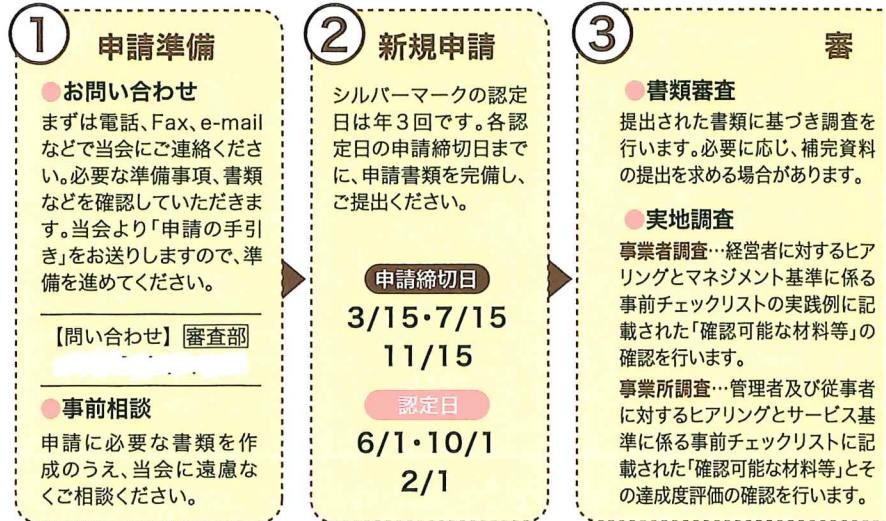 1 申請準備
●お問い合わせ
まずは電話、Fax、e-mail
などで当会にご連絡くださ
い。必要な準備事項、書類
などを確認していただきま
す。当会より「申請の手引
き」をお送りしますので、準
備を進めてください。
【問い合わせ】 審査部
●事前相談
申請に必要な書類を作
成のうえ、当会に遠慮な
くご相談ください。
2 新規申請
シルバーマークの認定
日は年3回です。各認
定日の申請締切日まで
に、申請書類を完備し、
ご提出ください。
申請締切日
3/15・7/15
11/15
認定日
6/1・10/1
2/1
3 審
●書類審査
提出された書類に基づき調査を
行います。必要に応じ、補完資料
の提出を求める場合があります。
●実地調査
事業者調査…経営者に対するヒア
リングとマネジメント基準に係る
事前チェックリストの実践例に記
載された「確認可能な材料等」の
確認を行います。
事業所調査…管理者及び従事者
に対するヒアリングとサービス基
準に係る事前チェックリストに記
載された「確認可能な材料等」とそ
の達成度評価の確認を行います。